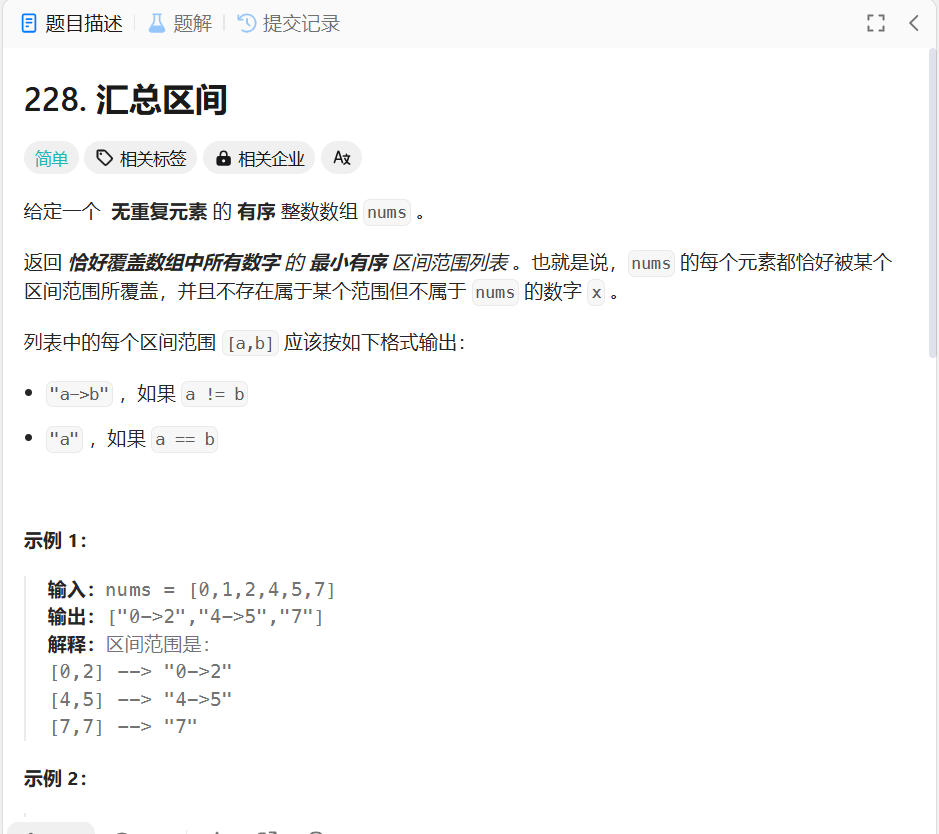 题目描述 题解 提交记录
228. 汇总区间
简单 相关标签 相关企业
给定一个 无重复元素 的 有序 整数数组 nums 。
返回 恰好覆盖数组中所有数字 的 最小有序 区间范围列表 。也就是说，nums 的每个元素都恰好被某个
区间范围所覆盖，并且不存在属于某个范围但不属于 nums 的数字 x 。
列表中的每个区间范围 [a,b] 应该按如下格式输出：
• "a->b" ，如果 a != b
• "a" ，如果 a == b
示例 1：
输入：nums = [0,1,2,4,5,7]
输出：["0->2","4->5","7"]
解释：区间范围是：
[0,2] --> "0->2"
[4,5] --> "4->5"
[7,7] --> "7"
示例 2：